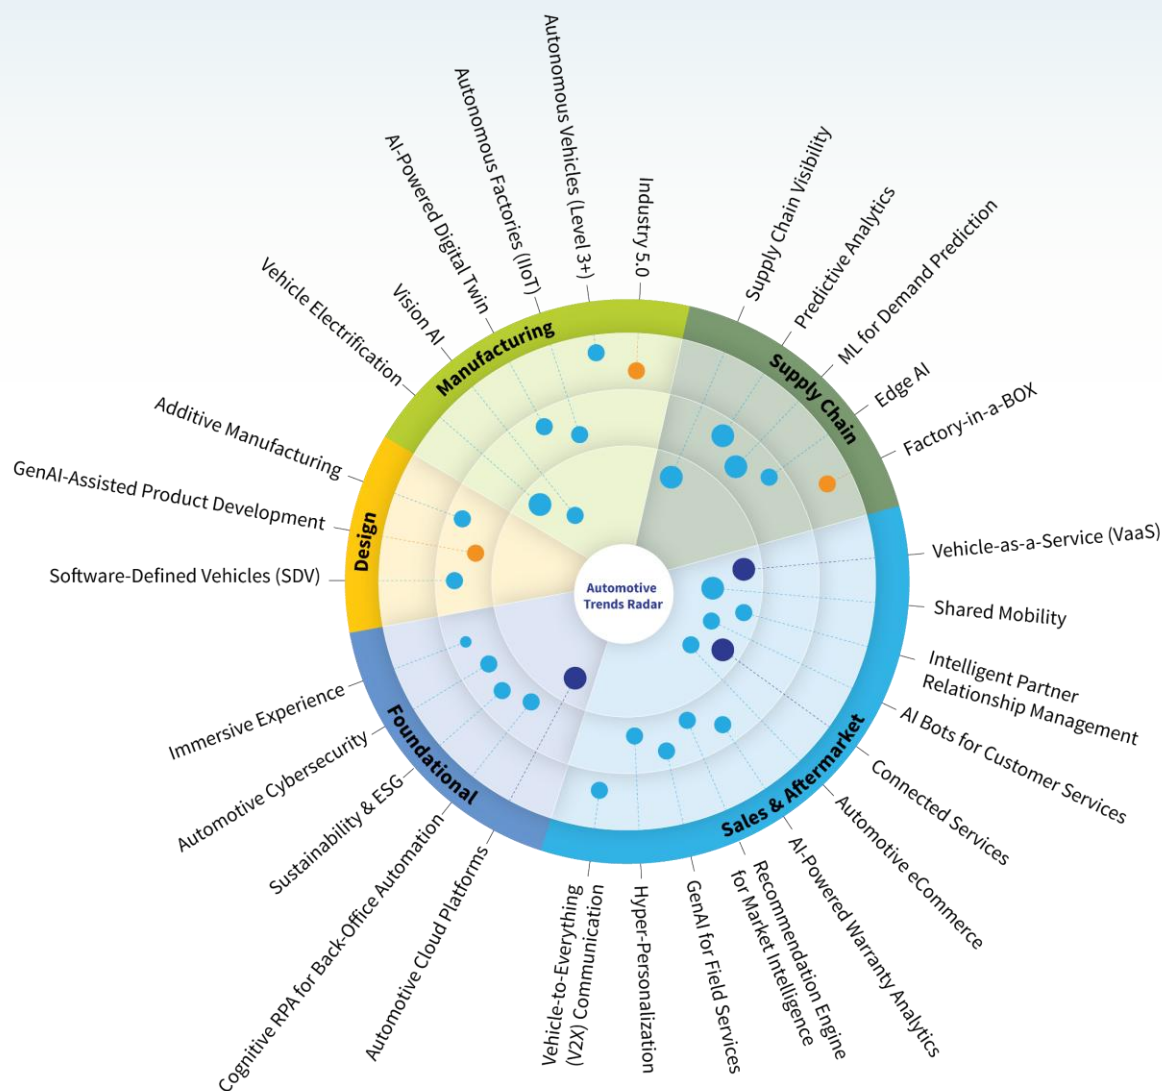 Autonomous Vehicles (Level 3+)
Autonomous Factories (IIoT)
AI-Powered Digital Twin
Vision AI
Vehicle Electrification
Industry 5.0
Supply Chain Visibility
Predictive Analytics
ML for Demand Prediction
Edge AI
Factory-in-a-BOX
Manufacturing
Supply Chain
Additive Manufacturing
GenAI-Assisted Product Development
Software-Defined Vehicles (SDV)
Design
Automotive
Trends Radar
Vehicle-as-a-Service (VaaS)
Shared Mobility
Intelligent Partner
Relationship Management
AI Bots for Customer Services
Connected Services
Automotive eCommerce
AI-Powered Warranty Analytics
Recommendation Engine
for Market Intelligence
GenAI for Field Services
Hyper-Personalization
Vehicle-to-Everything
(V2X) Communication
Sales & Aftermarket
Foundational
Immersive Experience
Automotive Cybersecurity
Sustainability & ESG
Cognitive RPA for Back-Office Automation
Automotive Cloud Platforms